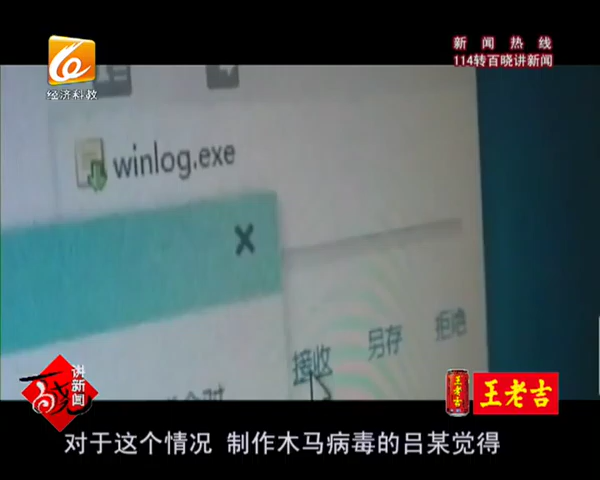 新闻热线
114转百晓讲新闻
经济科教
winlog.exe
接收 另存 拒绝
百晓
讲新闻
王老吉
王老吉
对于这个情况 制作木马病毒的吕某觉得